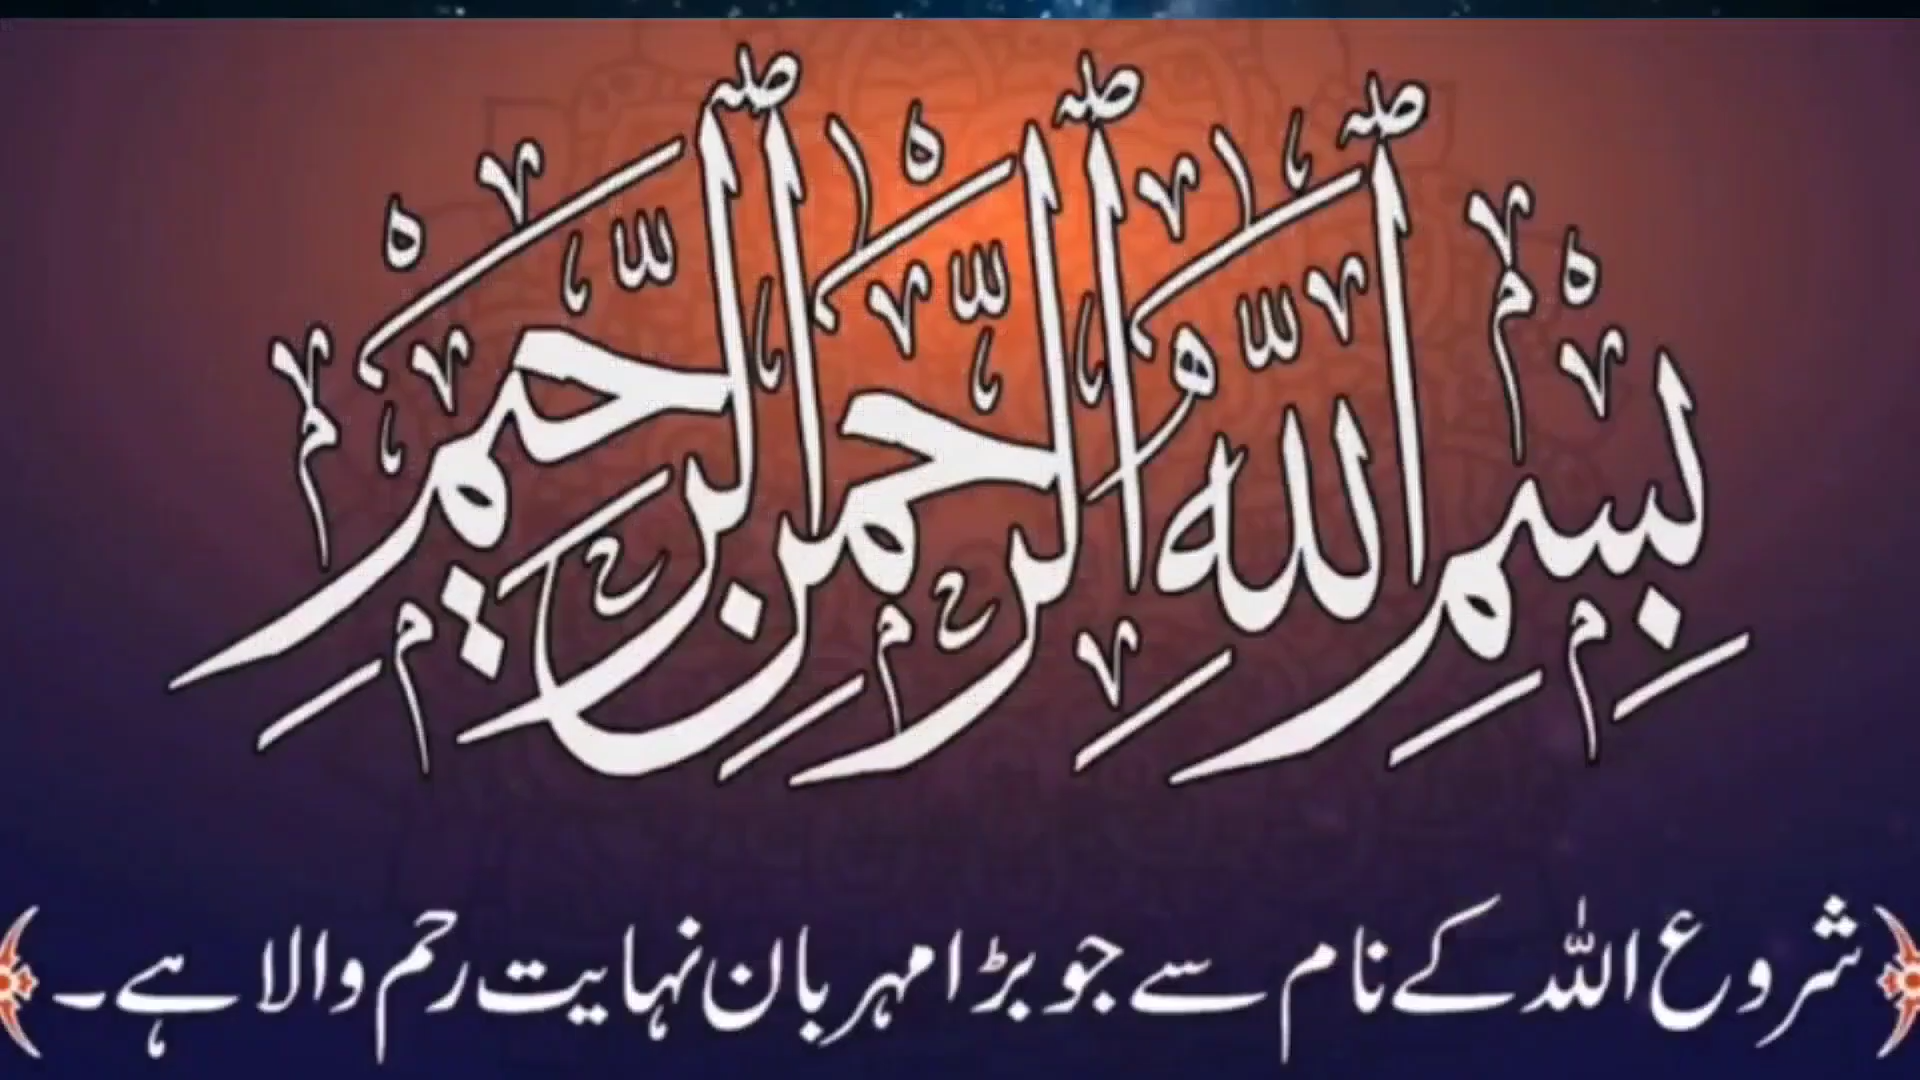 بِسْمِ اللّٰهِ الرَّحْمٰنِ الرَّحِيْمِ
شروع اللہ کے نام سے جو بڑا مہربان نہایت رحم والا ہے۔